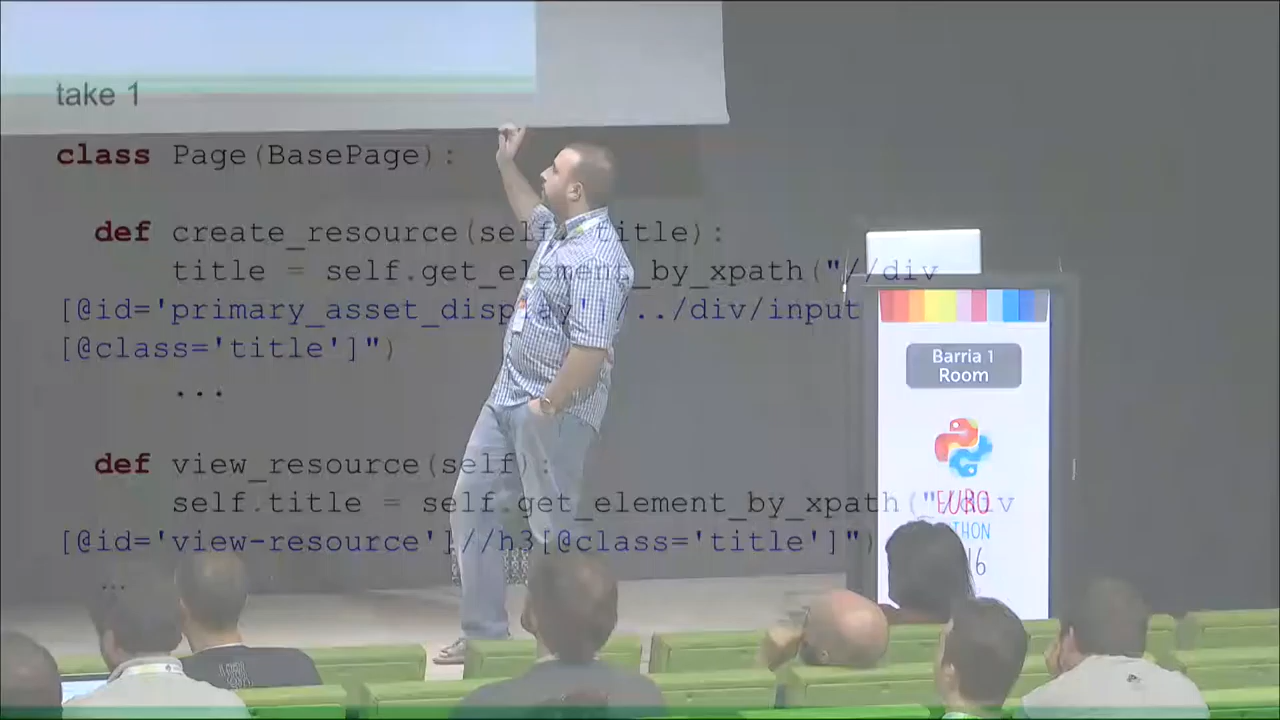 take 1
class Page(BasePage):
def create_resource(self, title):
title = self.get_element_by_xpath("//div
[@id='primary_asset_display'/../div/input
[@class='title']")
...
def view_resource(self):
self.title = self.get_element_by_xpath("//div
[@id='view-resource']//h3[@class='title']")
...
Barria 1
Room
EURO